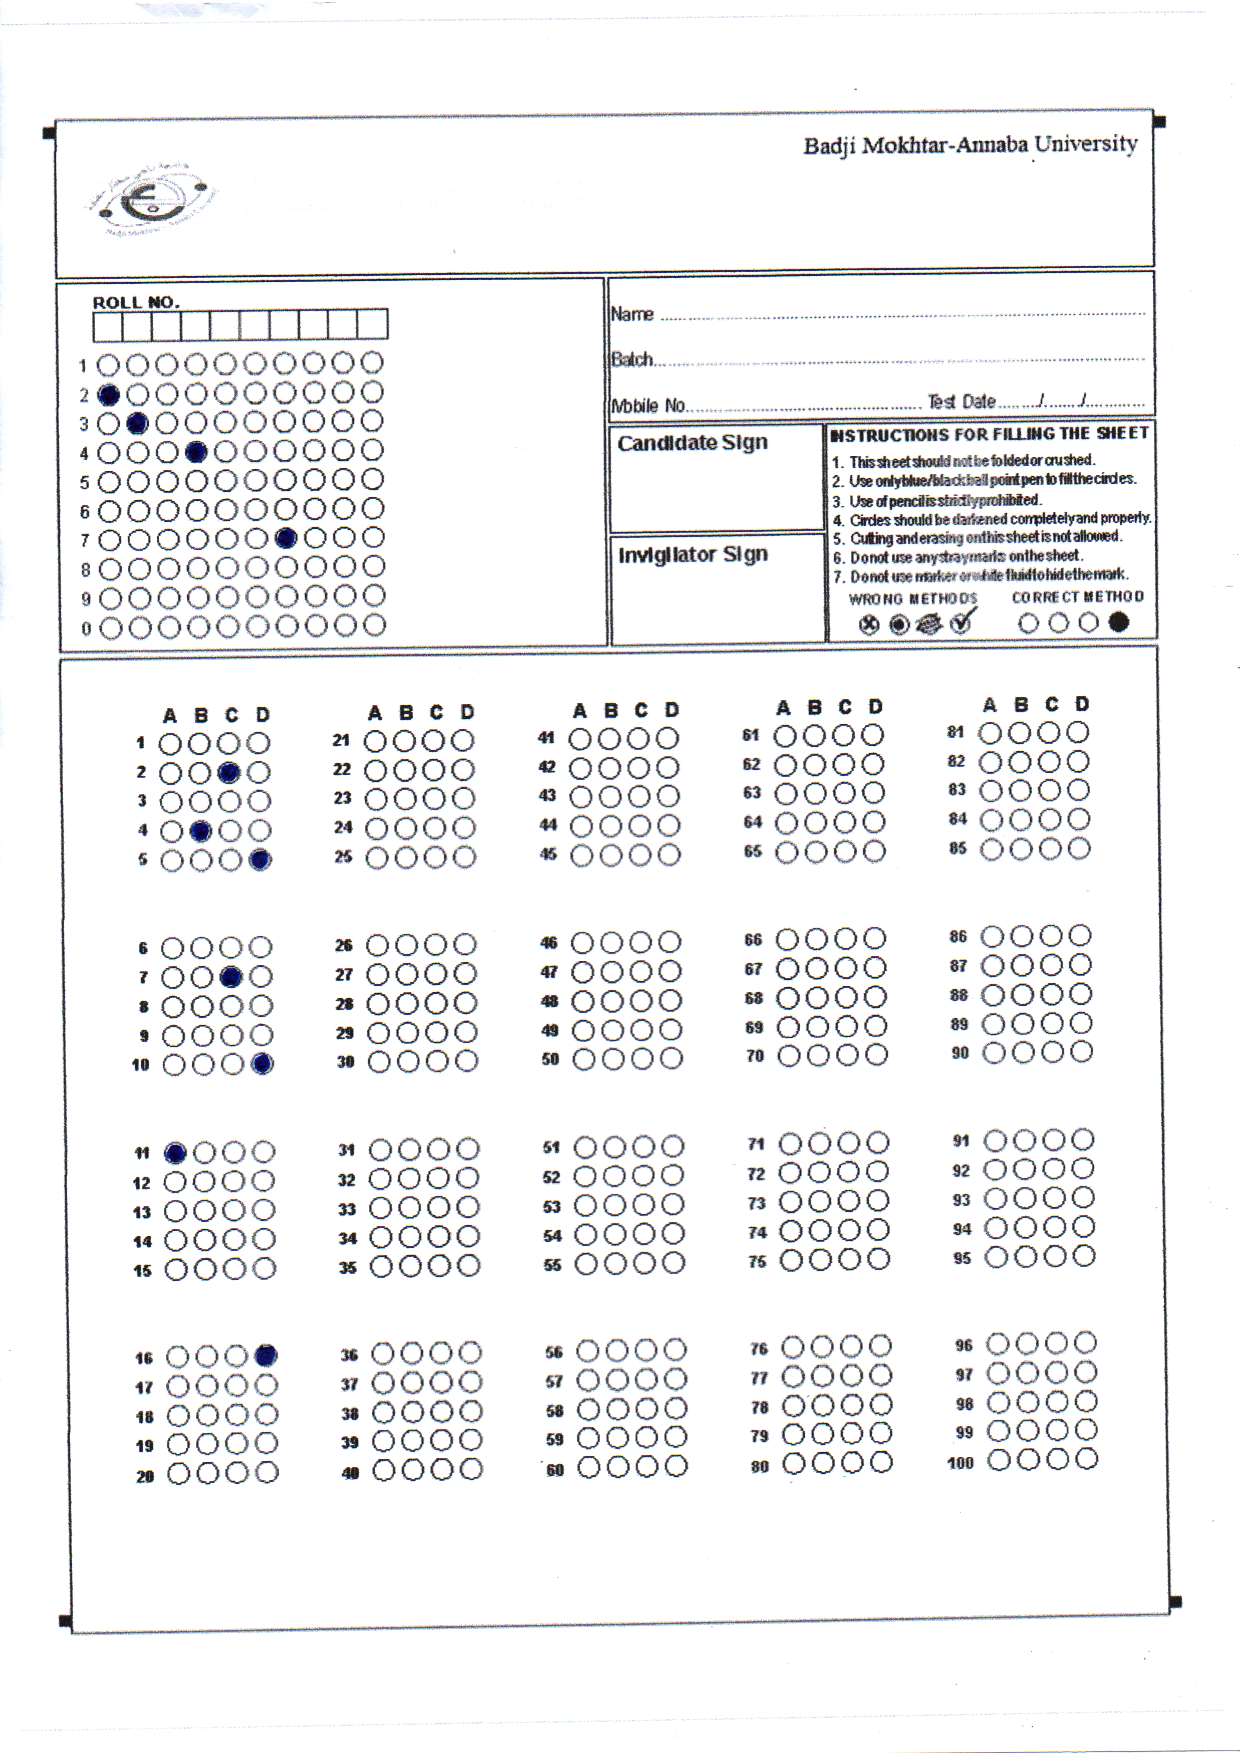 Badji Mokhtar-Annaba University
ROLL NO.
1
2
3
4
5
6
7
8
9
0
Name
Batch
Mobile No. Test Date / /
Candidate Sign
Invigilator Sign
INSTRUCTIONS FOR FILLING THE SHEET
1. This sheet should not be folded or crushed.
2. Use only blue/black ball point pen to fill the circles.
3. Use of pencil is strictly prohibited.
4. Circles should be darkened completely and properly.
5. Cutting and erasing on this sheet is not allowed.
6. Do not use any stray marks on the sheet.
7. Do not use marker or white fluid to hide the mark.
WRONG METHODS CORRECT METHOD
A B C D A B C D A B C D A B C D A B C D
1 21 41 61 81
2 22 42 62 82
3 23 43 63 83
4 24 44 64 84
5 25 45 65 85
6 26 46 66 86
7 27 47 67 87
8 28 48 68 88
9 29 49 69 89
10 30 50 70 90
11 31 51 71 91
12 32 52 72 92
13 33 53 73 93
14 34 54 74 94
15 35 55 75 95
16 36 56 76 96
17 37 57 77 97
18 38 58 78 98
19 39 59 79 99
20 40 60 80 100